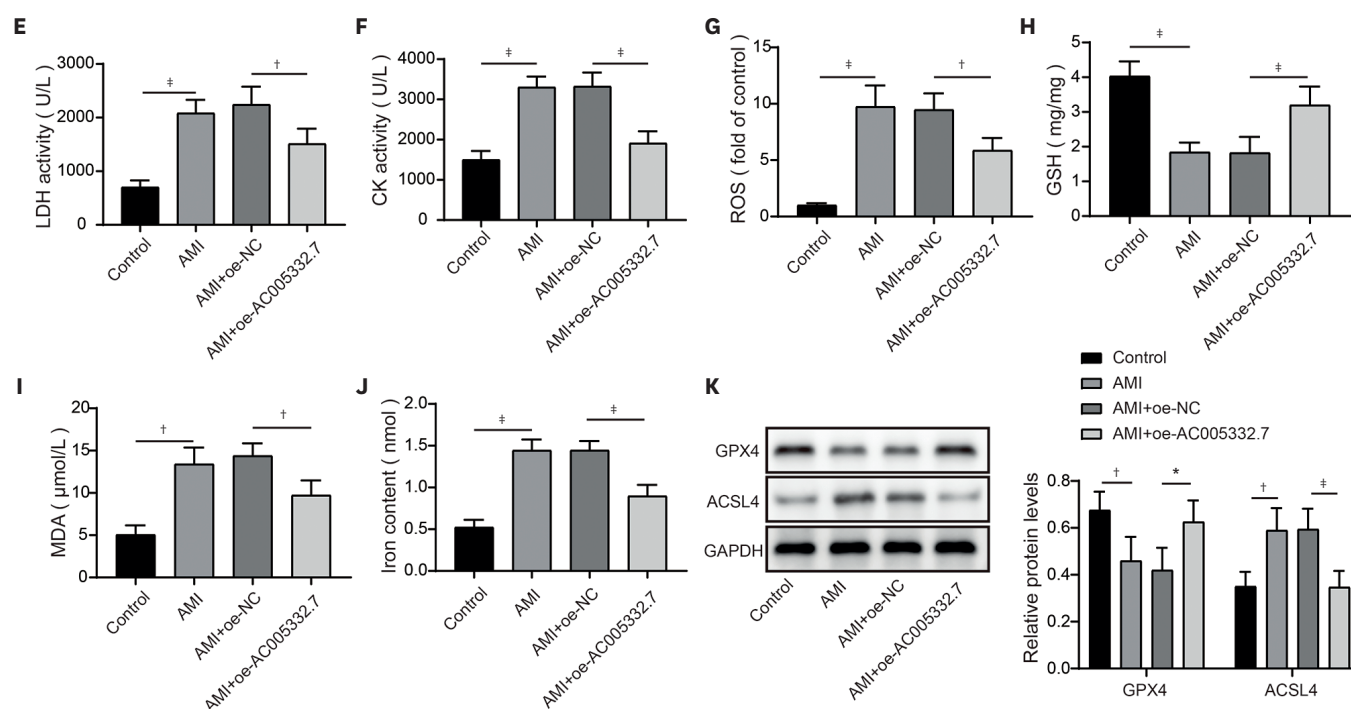 E
LDH activity ( U/L )
3000
2000
1000
0
‡
†
Control
AMI
AMI+oe-NC
AMI+oe-AC005332.7
F
CK activity ( U/L )
4000
3000
2000
1000
0
‡
‡
Control
AMI
AMI+oe-NC
AMI+oe-AC005332.7
G
ROS ( fold of control )
15
10
5
0
‡
†
Control
AMI
AMI+oe-NC
AMI+oe-AC005332.7
H
GSH ( mg/mg )
5
4
3
2
1
0
‡
‡
Control
AMI
AMI+oe-NC
AMI+oe-AC005332.7
I
MDA ( μmol/L )
20
15
10
5
0
†
†
Control
AMI
AMI+oe-NC
AMI+oe-AC005332.7
J
Iron content ( nmol )
2.0
1.5
1.0
0.5
0.0
‡
‡
Control
AMI
AMI+oe-NC
AMI+oe-AC005332.7
K
GPX4
ACSL4
GAPDH
Control
AMI
AMI+oe-NC
AMI+oe-AC005332.7
Control
AMI
AMI+oe-NC
AMI+oe-AC005332.7
Relative protein levels
0.8
0.6
0.4
0.2
0.0
†
*
†
‡
GPX4
ACSL4